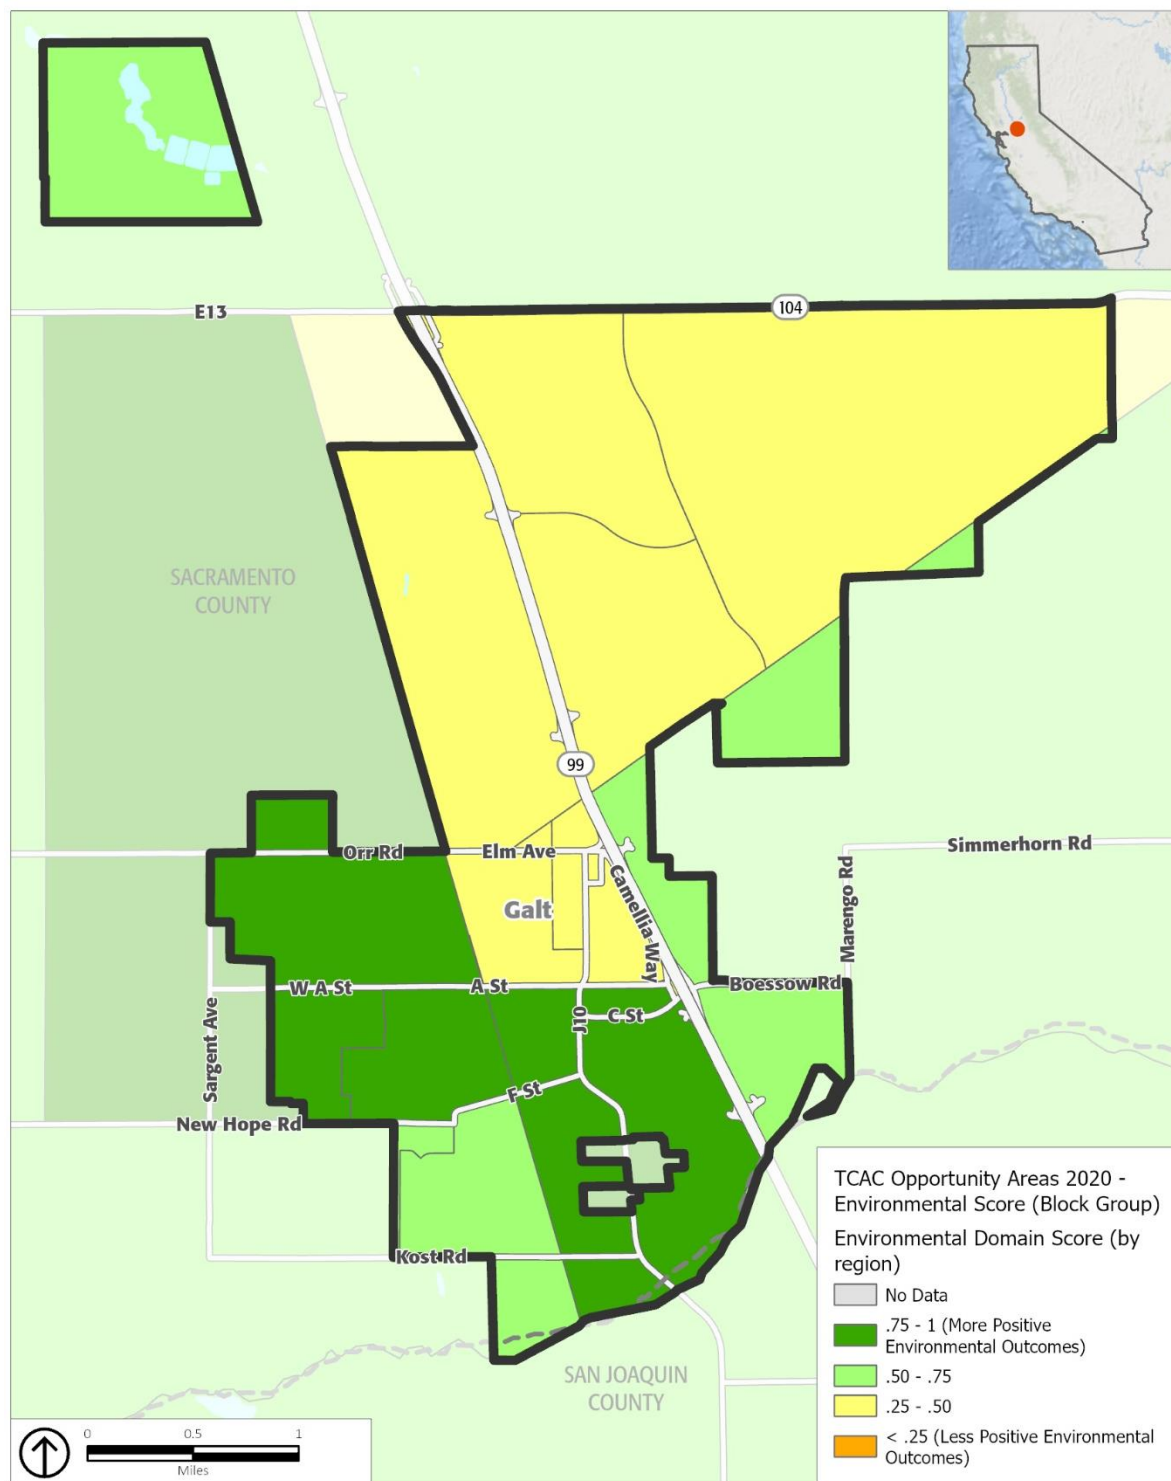 E13
104
SACRAMENTO
COUNTY
99
Orr Rd
Elm Ave
Simmerhorn Rd
Galt
Camellia Way
Marengo Rd
W A St
A St
Boessow Rd
Sargent Ave
J10
C St
F St
New Hope Rd
Kost Rd
SAN JOAQUIN
COUNTY
TCAC Opportunity Areas 2020 -
Environmental Score (Block Group)
Environmental Domain Score (by
region)
No Data
.75 - 1 (More Positive
Environmental Outcomes)
.50 - .75
.25 - .50
< .25 (Less Positive Environmental
Outcomes)
0 0.5 1
Miles